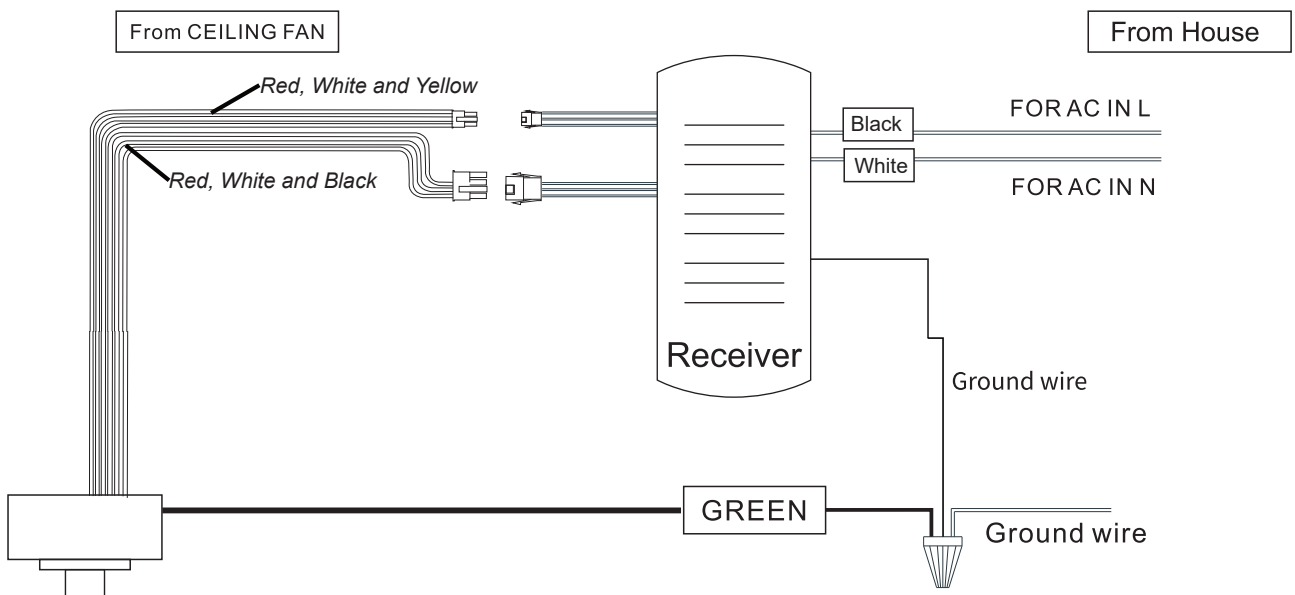 From CEILING FAN
From House
Red, White and Yellow
Red, White and Black
Black
FOR AC IN L
White
FOR AC IN N
Receiver
Ground wire
GREEN
Ground wire